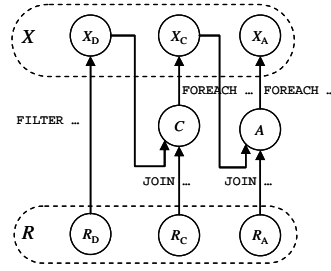 X X_D X_C X_A
FOREACH … FOREACH …
FILTER … C A
JOIN … JOIN …
R R_D R_C R_A